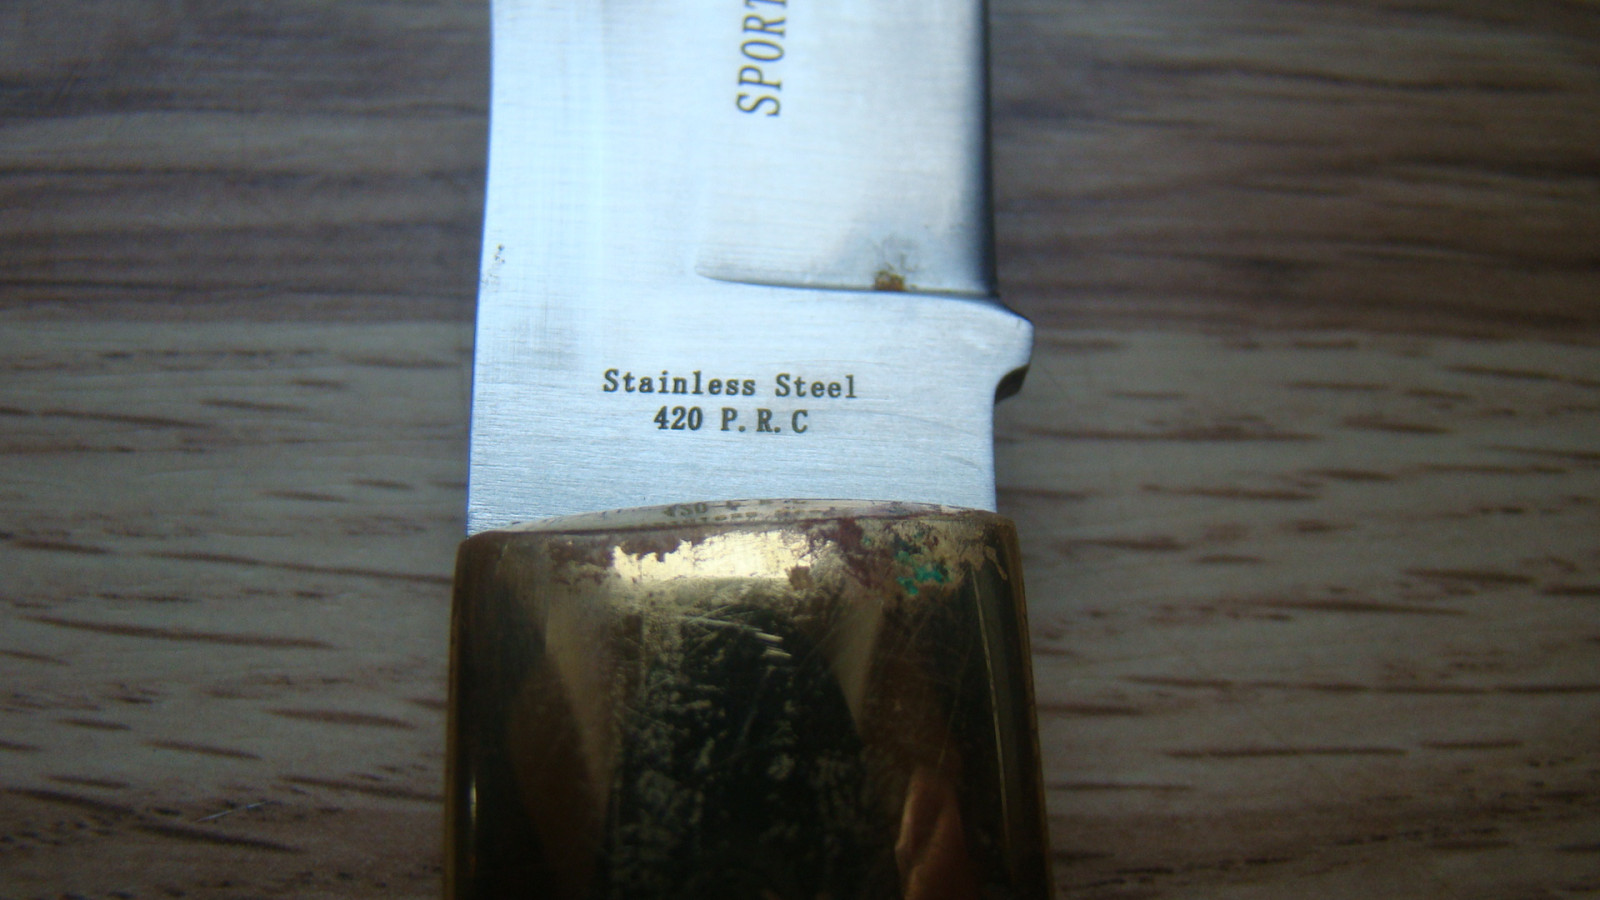 SPORT
Stainless Steel
420 P.R.C